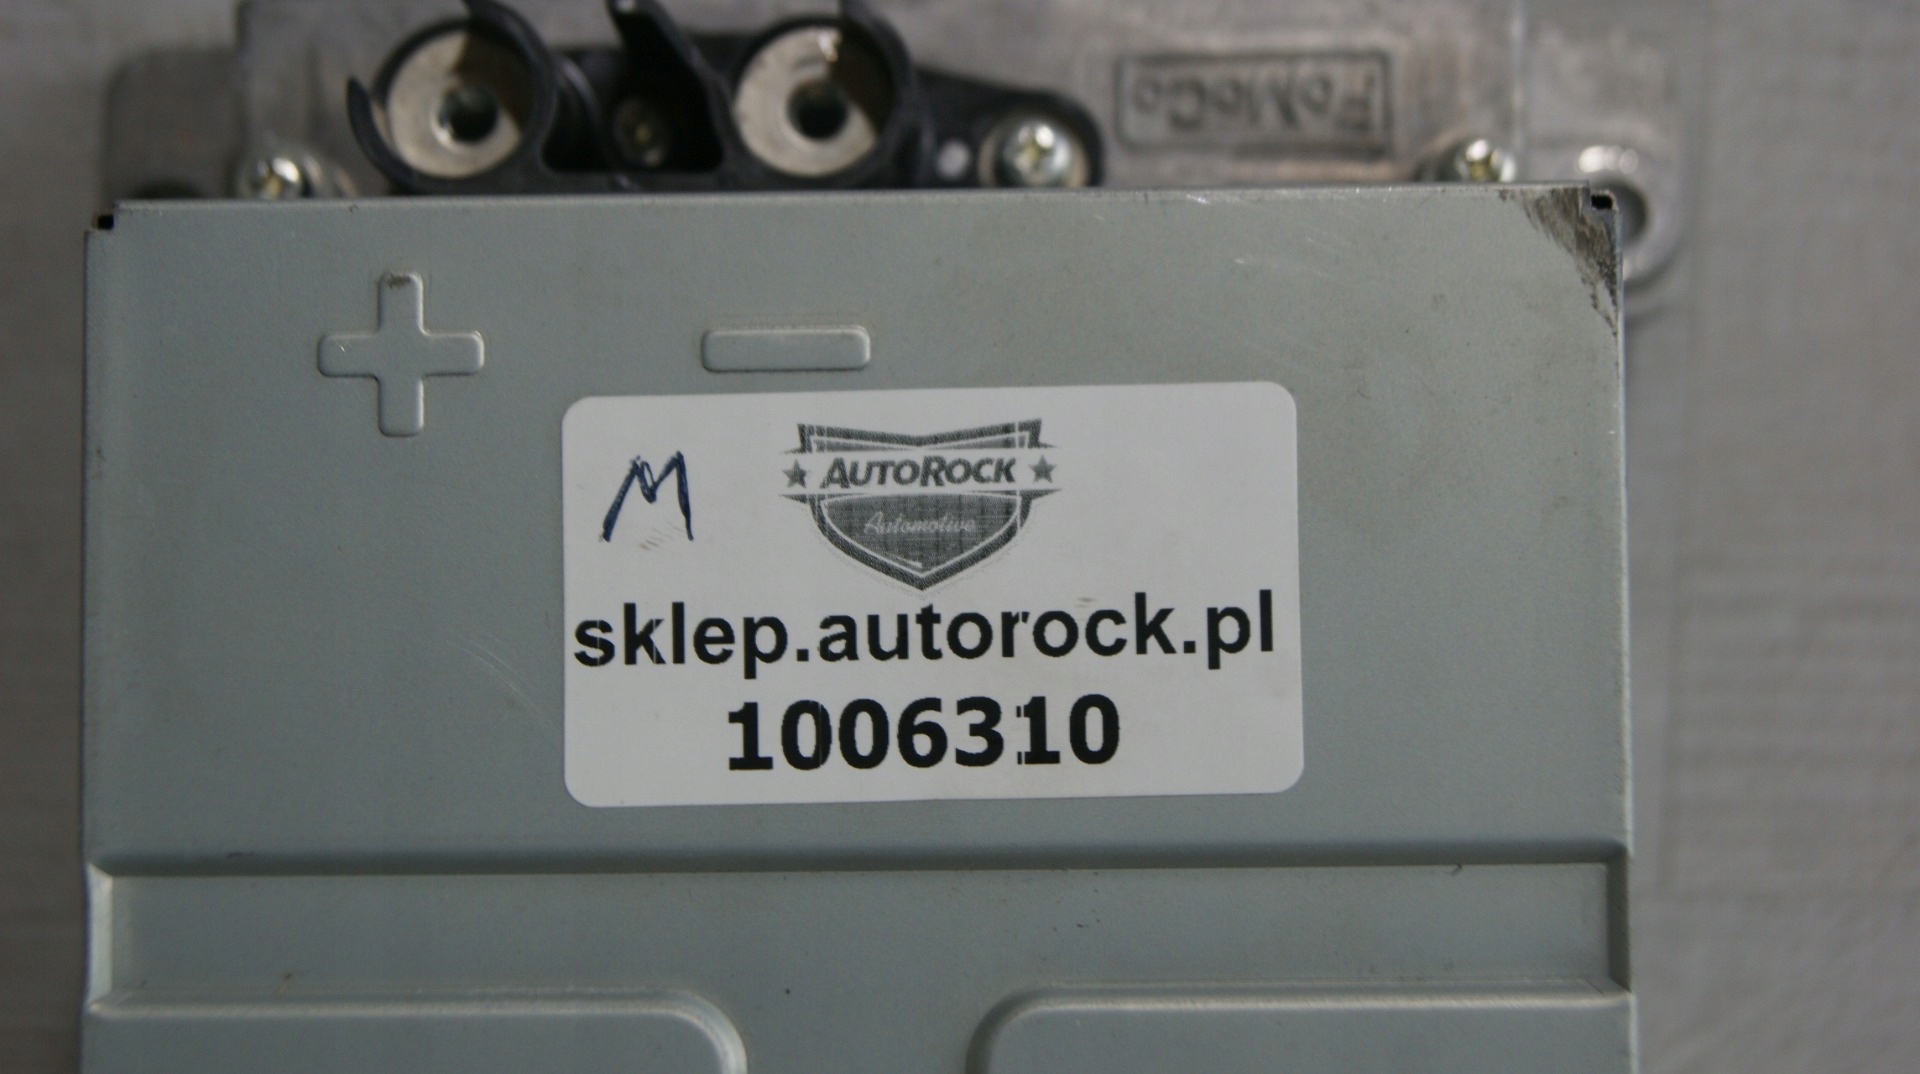 FoMoCo
M
AUTOROCK
Automotive
sklep.autorock.pl
1006310